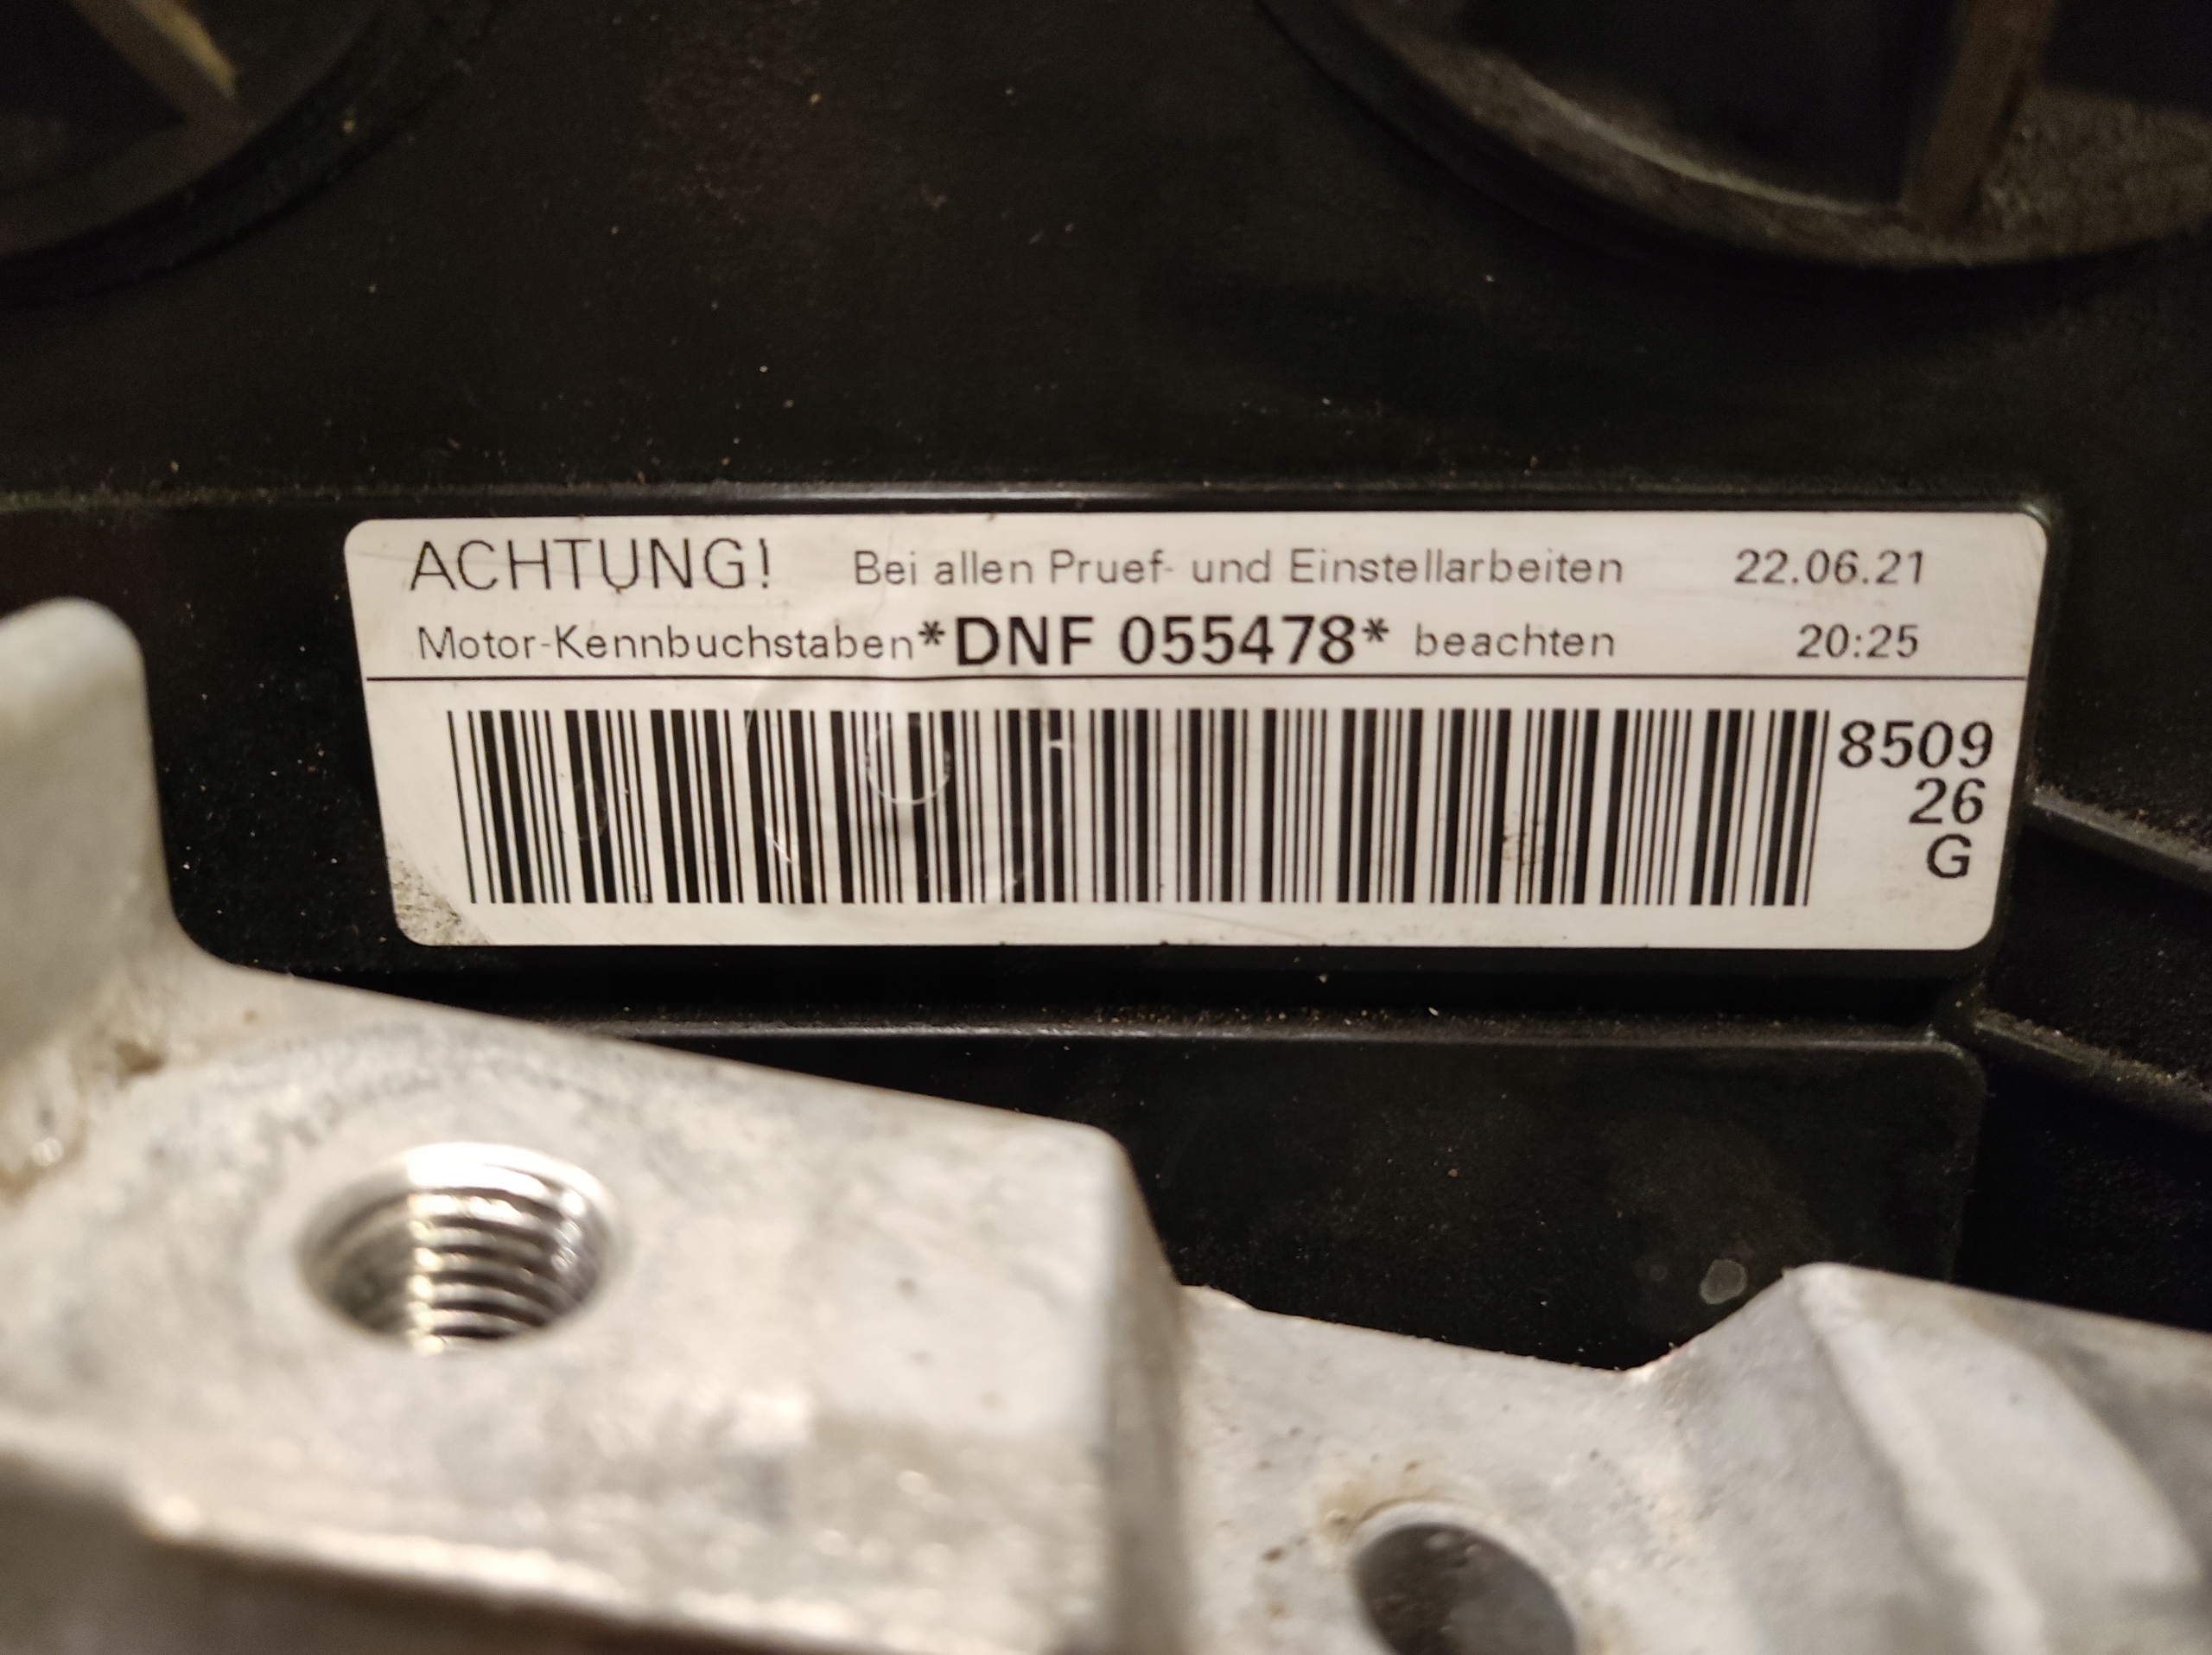 ACHTUNG! Bei allen Pruef- und Einstellarbeiten 22.06.21
Motor-Kennbuchstaben*DNF 055478* beachten 20:25
8509
26
G